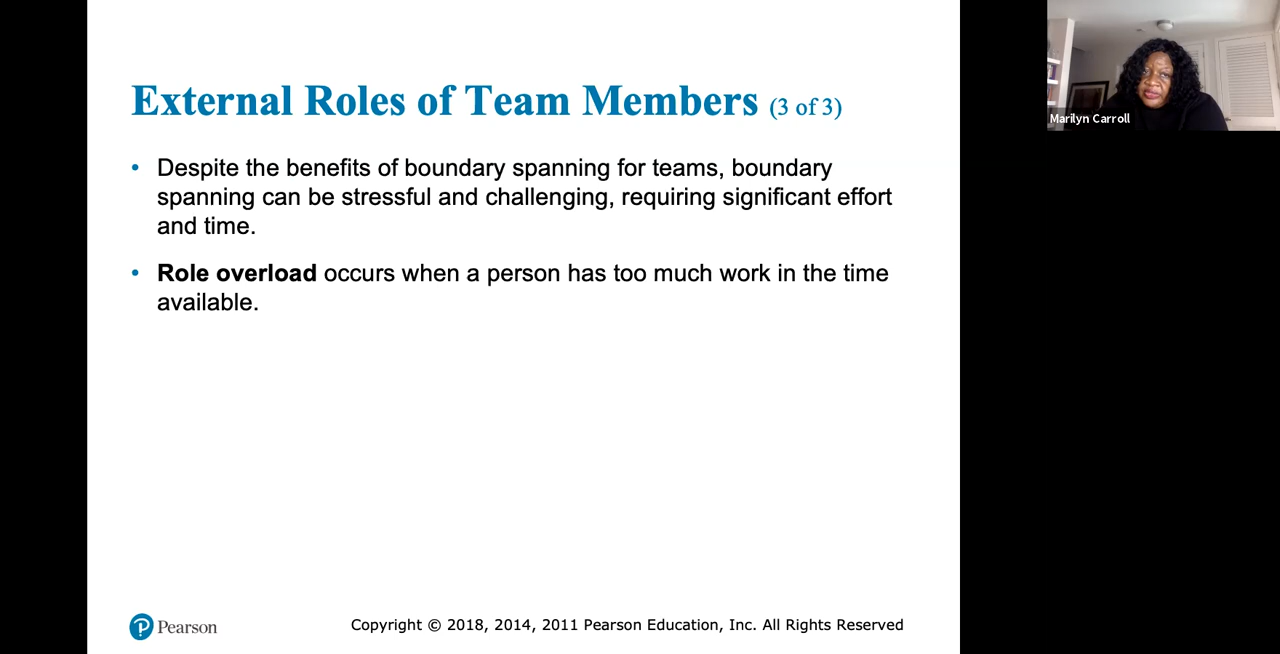 External Roles of Team Members (3 of 3)
• Despite the benefits of boundary spanning for teams, boundary
spanning can be stressful and challenging, requiring significant effort
and time.
• Role overload occurs when a person has too much work in the time
available.
Marilyn Carroll
Pearson
Copyright © 2018, 2014, 2011 Pearson Education, Inc. All Rights Reserved